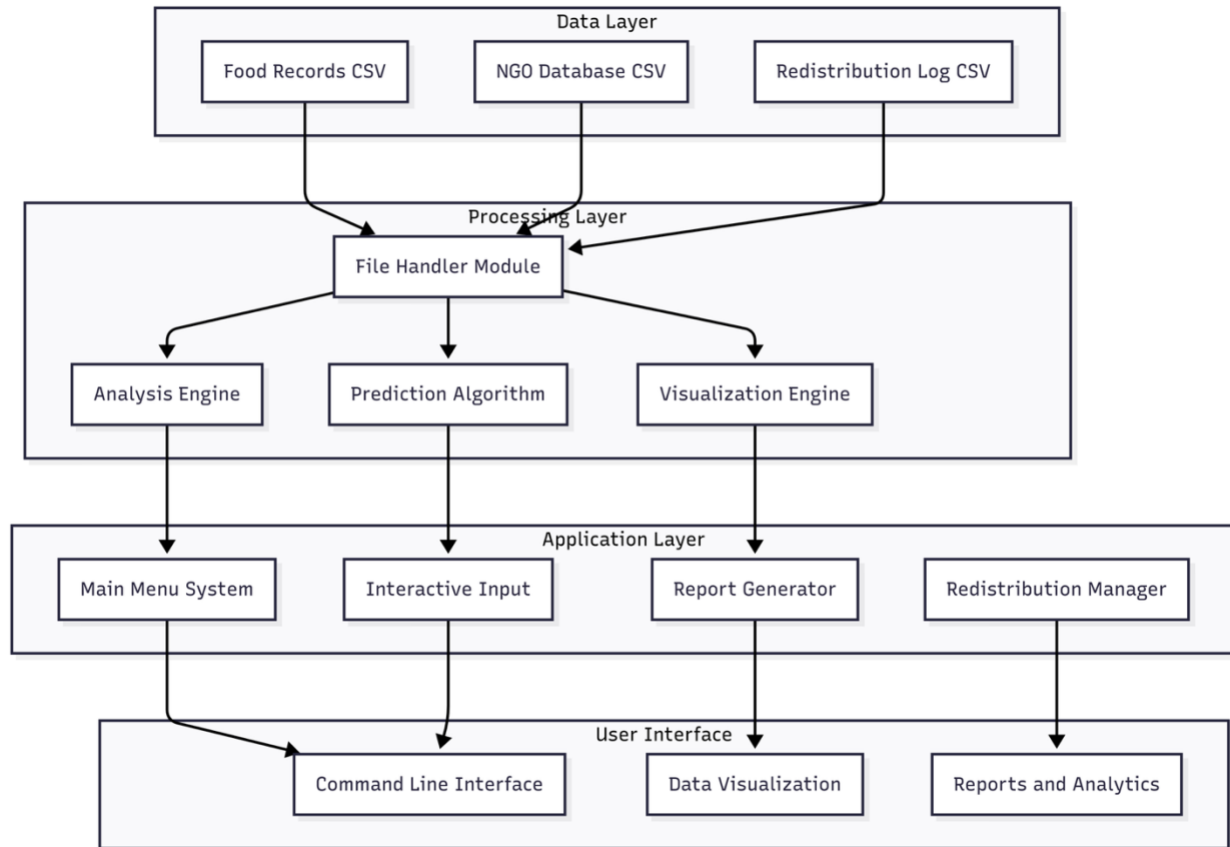 Data Layer
Food Records CSV
NGO Database CSV
Redistribution Log CSV
Processing Layer
File Handler Module
Analysis Engine
Prediction Algorithm
Visualization Engine
Application Layer
Main Menu System
Interactive Input
Report Generator
Redistribution Manager
User Interface
Command Line Interface
Data Visualization
Reports and Analytics